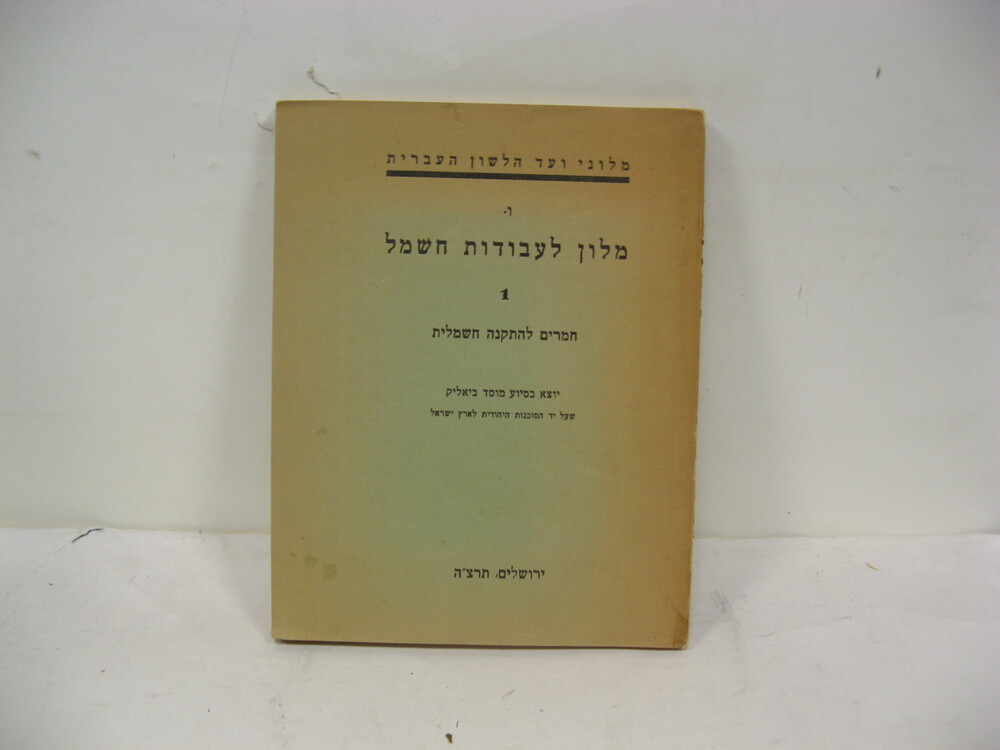 מלוני ועד הלשון העברית
ו.
מלון לעבודות חשמל
1
חמרים להתקנה חשמלית
יוצא בסיוע מוסד ביאליק
שעל יד הסוכנות היהודית לארץ ישראל
ירושלים, תרצ"ה